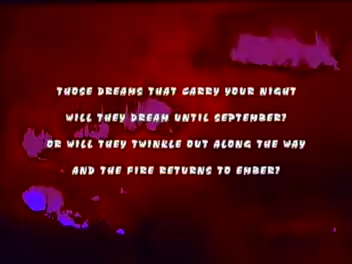 THOSE DREAMS THAT CARRY YOUR NIGHT
WILL THEY DREAM UNTIL SEPTEMBER?
OR WILL THEY TWINKLE OUT ALONG THE WAY
AND THE FIRE RETURNS TO EMBER?